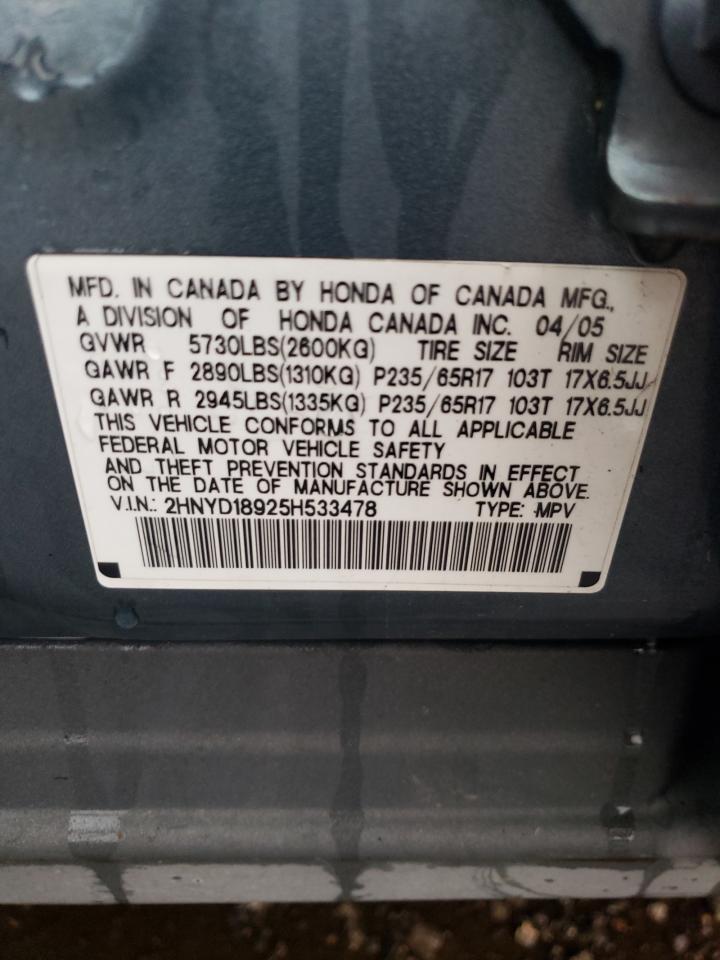 MFD. IN CANADA BY HONDA OF CANADA MFG.,
A DIVISION OF HONDA CANADA INC. 04/05
GVWR 5730LBS(2600KG) TIRE SIZE RIM SIZE
GAWR F 2890LBS(1310KG) P235/65R17 103T 17X6.5JJ
GAWR R 2945LBS(1335KG) P235/65R17 103T 17X6.5JJ
THIS VEHICLE CONFORMS TO ALL APPLICABLE
FEDERAL MOTOR VEHICLE SAFETY
AND THEFT PREVENTION STANDARDS IN EFFECT
ON THE DATE OF MANUFACTURE SHOWN ABOVE.
V.I.N.: 2HNYD18925H533478 TYPE: MPV